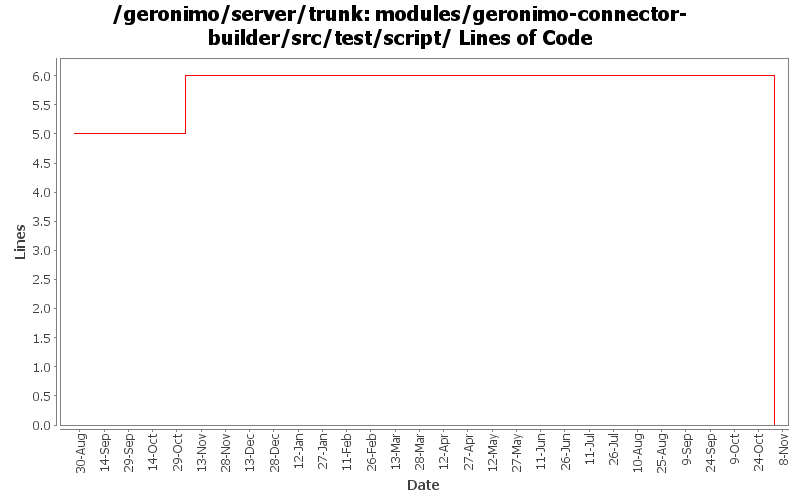 /geronimo/server/trunk: modules/geronimo-connector-
builder/src/test/script/ Lines of Code
6.0
5.5
5.0
4.5
4.0
3.5
3.0
2.5
2.0
1.5
1.0
0.5
0.0
Lines
30-Aug
14-Sep
29-Sep
14-Oct
29-Oct
13-Nov
28-Nov
13-Dec
28-Dec
12-Jan
27-Jan
11-Feb
26-Feb
13-Mar
28-Mar
12-Apr
27-Apr
12-May
27-May
11-Jun
26-Jun
11-Jul
26-Jul
10-Aug
25-Aug
9-Sep
24-Sep
9-Oct
24-Oct
8-Nov
Date